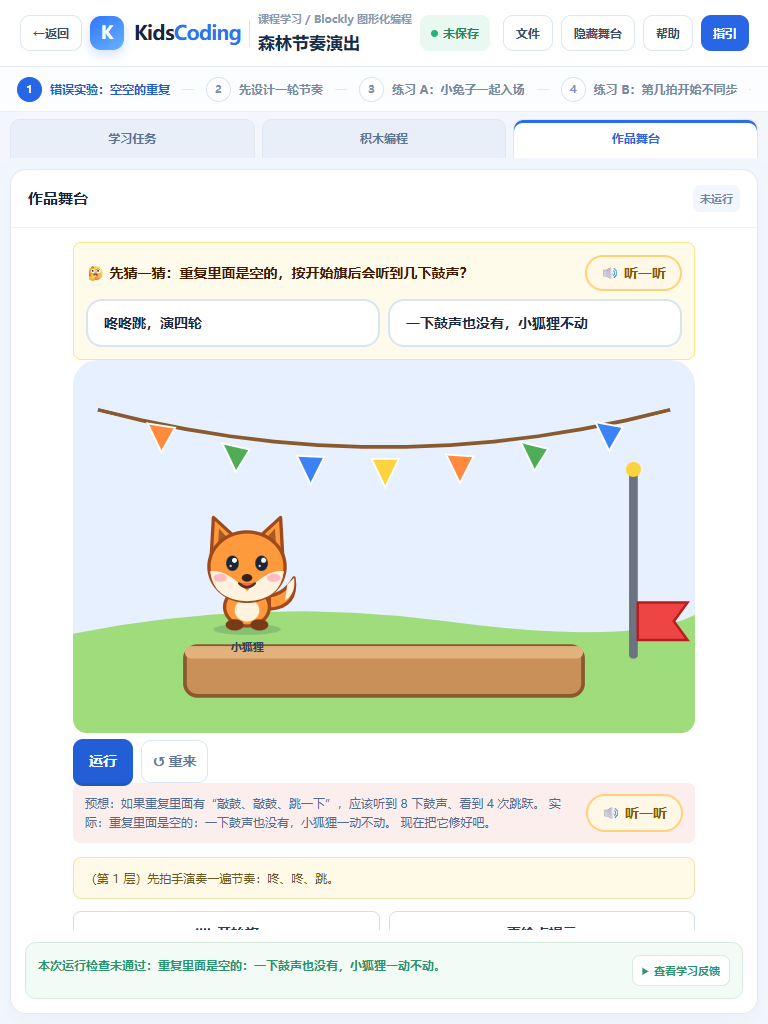 ←返回
K
KidsCoding
课程学习 / Blockly 图形化编程
森林节奏演出
未保存
文件
隐藏舞台
帮助
指引
1 错误实验：空空的重复
2 先设计一轮节奏
3 练习 A：小兔子一起入场
4 练习 B：第几拍开始不同步
学习任务
积木编程
作品舞台
作品舞台
未运行
先猜一猜：重复里面是空的，按开始旗后会听到几下鼓声？
听一听
咚咚跳，演四轮
一下鼓声也没有，小狐狸不动
小狐狸
运行
↺ 重来
预想：如果重复里面有“敲鼓、敲鼓、跳一下”，应该听到 8 下鼓声、看到 4 次跳跃。 实
际：重复里面是空的：一下鼓声也没有，小狐狸一动不动。 现在把它修好吧。
听一听
（第 1 层）先拍手演奏一遍节奏：咚、咚、跳。
本次运行检查未通过：重复里面是空的：一下鼓声也没有，小狐狸一动不动。
▶ 查看学习反馈